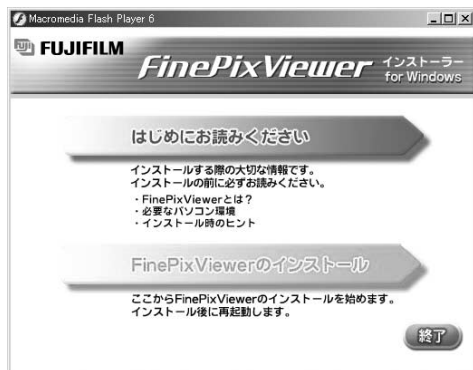 Macromedia Flash Player 6
FUJIFILM
FinePixViewer インストーラー
for Windows
はじめにお読みください
インストールする際の大切な情報です。
インストールの前に必ずお読みください。
・FinePixViewerとは？
・必要なパソコン環境
・インストール時のヒント
FinePixViewerのインストール
ここからFinePixViewerのインストールを始めます。
インストール後に再起動します。
終了